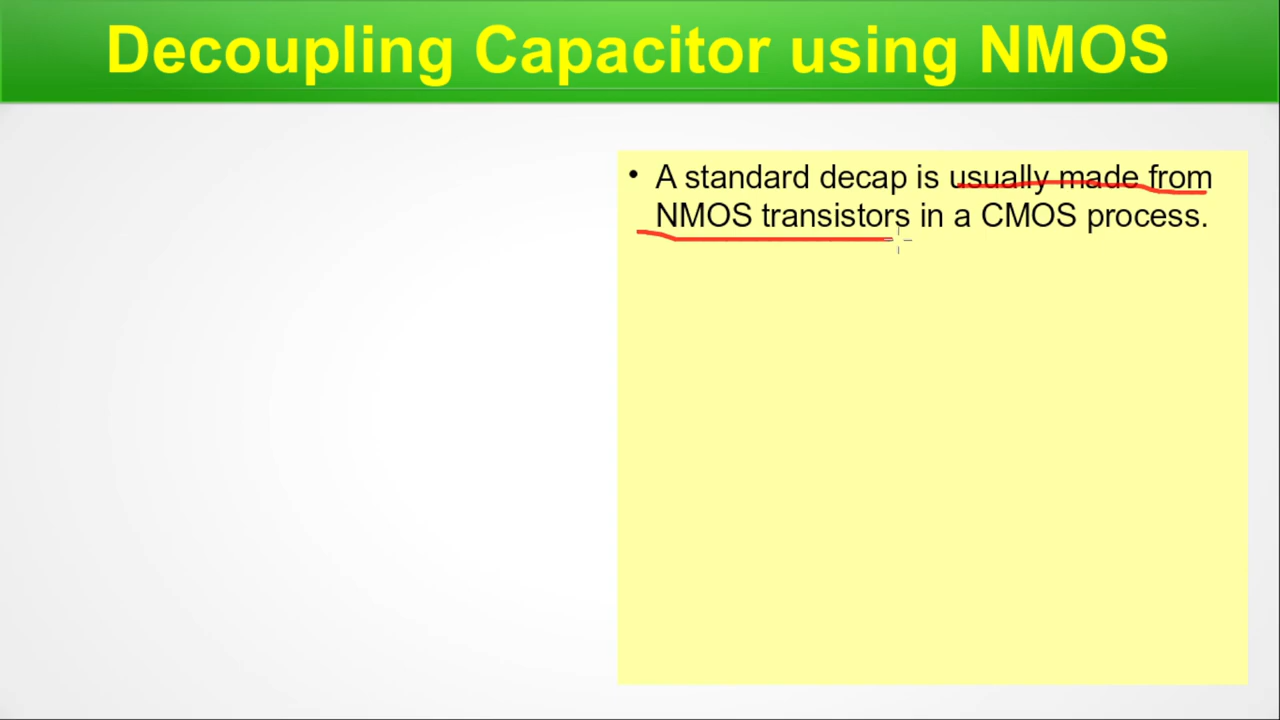 Decoupling Capacitor using NMOS
• A standard decap is usually made from
NMOS transistors in a CMOS process.